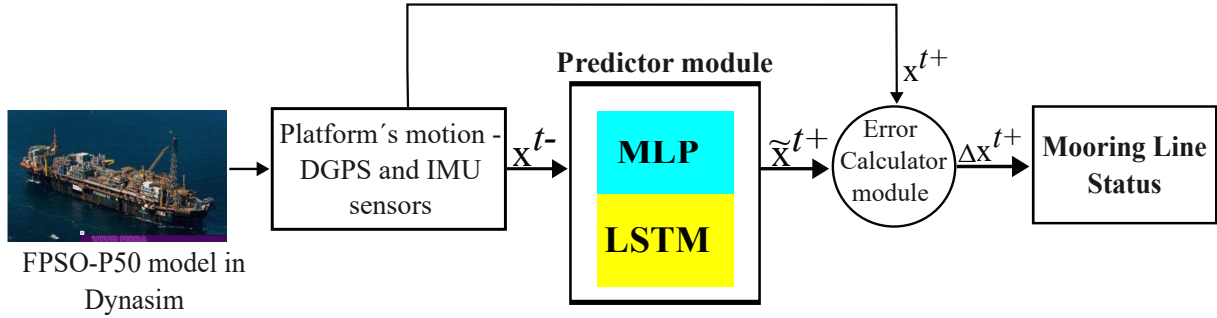 FPSO-P50 model in
Dynasim
Platform´s motion -
DGPS and IMU
sensors
x^{t-}
Predictor module
MLP
LSTM
x̃^{t+}
x^{t+}
Error
Calculator
module
Δx^{t+}
Mooring Line
Status